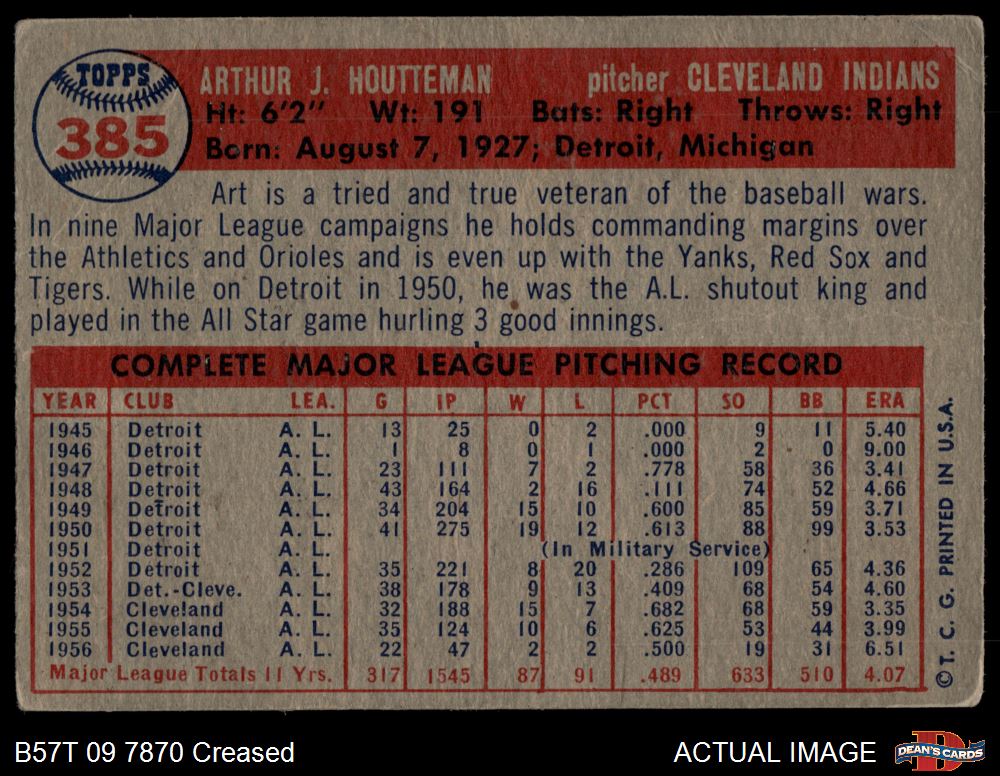 TOPPS
385
ARTHUR J. HOUTTEMAN pitcher CLEVELAND INDIANS
Ht: 6'2" Wt: 191 Bats: Right Throws: Right
Born: August 7, 1927; Detroit, Michigan
Art is a tried and true veteran of the baseball wars.
In nine Major League campaigns he holds commanding margins over
the Athletics and Orioles and is even up with the Yanks, Red Sox and
Tigers. While on Detroit in 1950, he was the A.L. shutout king and
played in the All Star game hurling 3 good innings.
COMPLETE MAJOR LEAGUE PITCHING RECORD
YEAR CLUB LEA. G IP W L PCT SO BB ERA
1945 Detroit A. L. 13 25 0 2 .000 9 11 5.40
1946 Detroit A. L. 1 8 0 1 .000 2 0 9.00
1947 Detroit A. L. 23 111 7 2 .778 58 36 3.41
1948 Detroit A. L. 43 164 2 16 .111 74 52 4.66
1949 Detroit A. L. 34 204 15 10 .600 85 59 3.71
1950 Detroit A. L. 41 275 19 12 .613 88 99 3.53
1951 Detroit A. L. (In Military Service)
1952 Detroit A. L. 35 221 8 20 .286 109 65 4.36
1953 Det.-Cleve. A. L. 38 178 9 13 .409 68 54 4.60
1954 Cleveland A. L. 32 188 15 7 .682 68 59 3.35
1955 Cleveland A. L. 35 124 10 6 .625 53 44 3.99
1956 Cleveland A. L. 22 47 2 2 .500 19 31 6.51
Major League Totals 11 Yrs. 317 1545 87 91 .489 633 510 4.07
©T. C. G. PRINTED IN U.S.A.
B57T 09 7870 Creased
ACTUAL IMAGE
DEAN'S CARDS